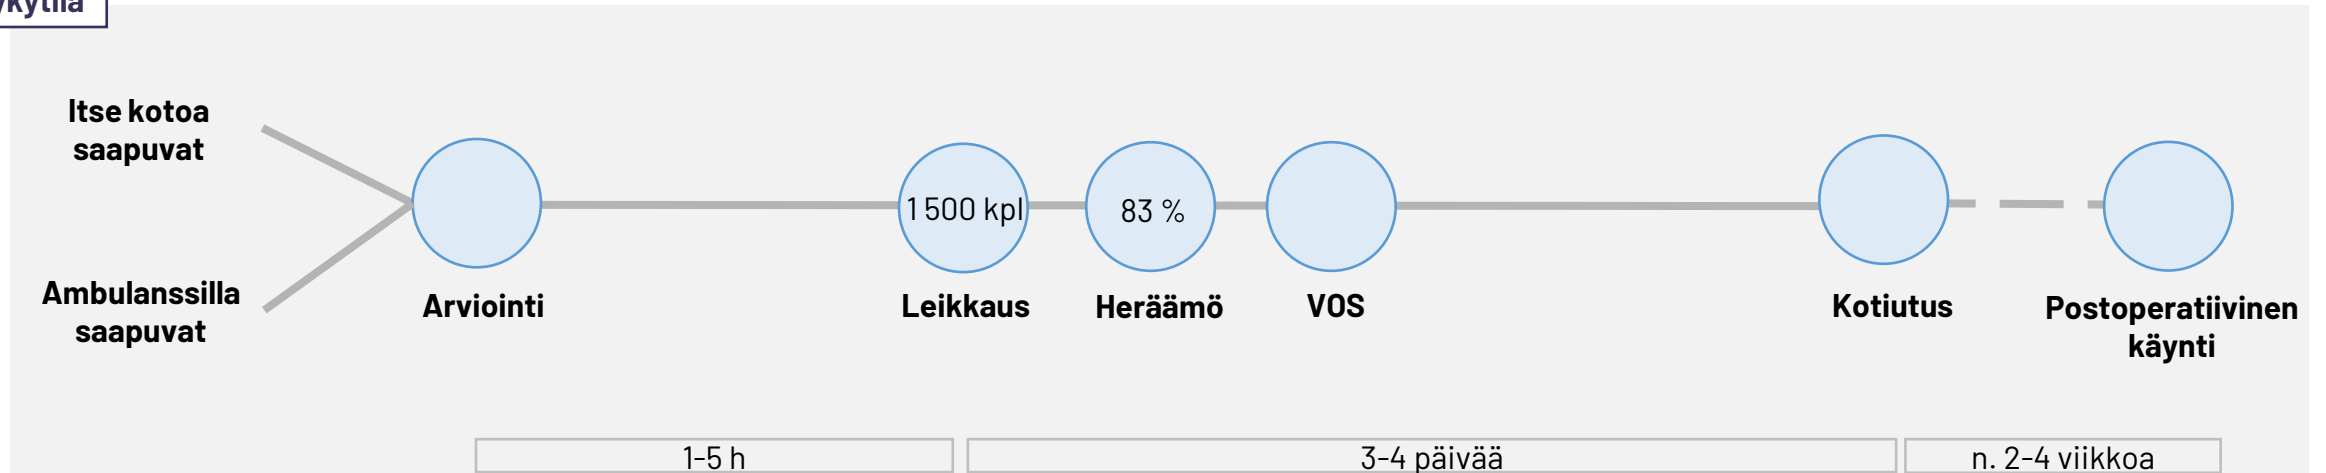 Itse kotoa
saapuvat
Ambulanssilla
saapuvat
1 500 kpl
83 %
Arviointi
Leikkaus
Heräämö
VOS
Kotiutus
Postoperatiivinen
käynti
1-5 h
3-4 päivää
n. 2-4 viikkoa